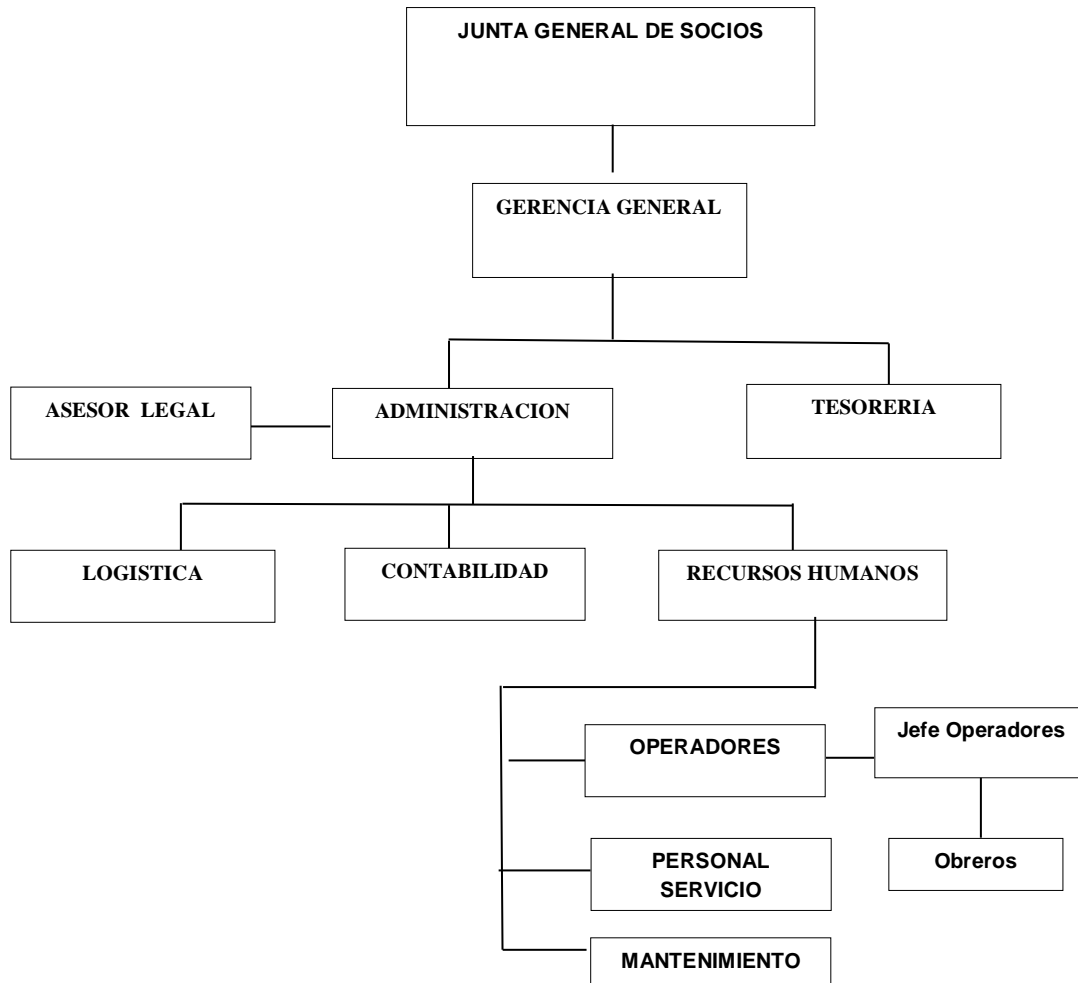 JUNTA GENERAL DE SOCIOS
GERENCIA GENERAL
ASESOR LEGAL
ADMINISTRACION
TESORERIA
LOGISTICA
CONTABILIDAD
RECURSOS HUMANOS
OPERADORES
Jefe Operadores
PERSONAL
SERVICIO
Obreros
MANTENIMIENTO